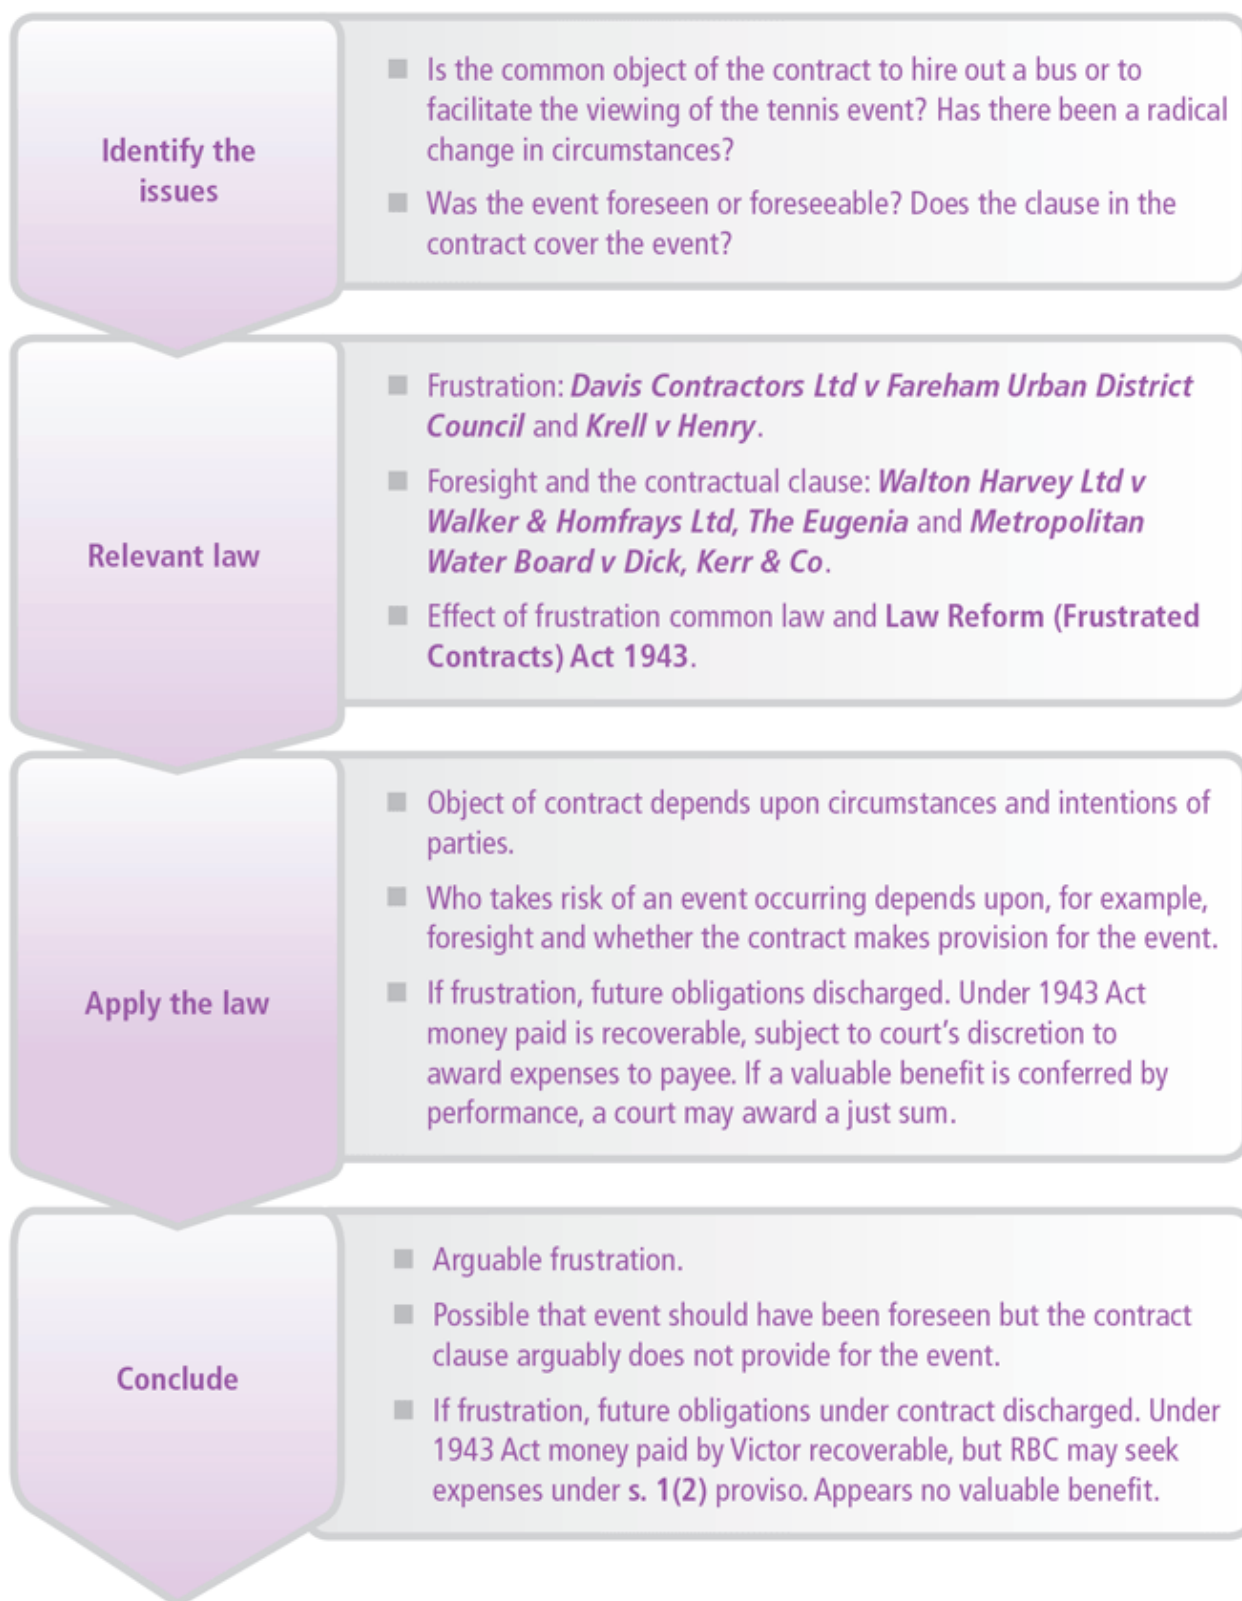 Identify the
issues
■ Is the common object of the contract to hire out a bus or to
facilitate the viewing of the tennis event? Has there been a radical
change in circumstances?
■ Was the event foreseen or foreseeable? Does the clause in the
contract cover the event?
Relevant law
■ Frustration: Davis Contractors Ltd v Fareham Urban District
Council and Krell v Henry.
■ Foresight and the contractual clause: Walton Harvey Ltd v
Walker & Homfrays Ltd, The Eugenia and Metropolitan
Water Board v Dick, Kerr & Co.
■ Effect of frustration common law and Law Reform (Frustrated
Contracts) Act 1943.
Apply the law
■ Object of contract depends upon circumstances and intentions of
parties.
■ Who takes risk of an event occurring depends upon, for example,
foresight and whether the contract makes provision for the event.
■ If frustration, future obligations discharged. Under 1943 Act
money paid is recoverable, subject to court's discretion to
award expenses to payee. If a valuable benefit is conferred by
performance, a court may award a just sum.
Conclude
■ Arguable frustration.
■ Possible that event should have been foreseen but the contract
clause arguably does not provide for the event.
■ If frustration, future obligations under contract discharged. Under
1943 Act money paid by Victor recoverable, but RBC may seek
expenses under s. 1(2) proviso. Appears no valuable benefit.